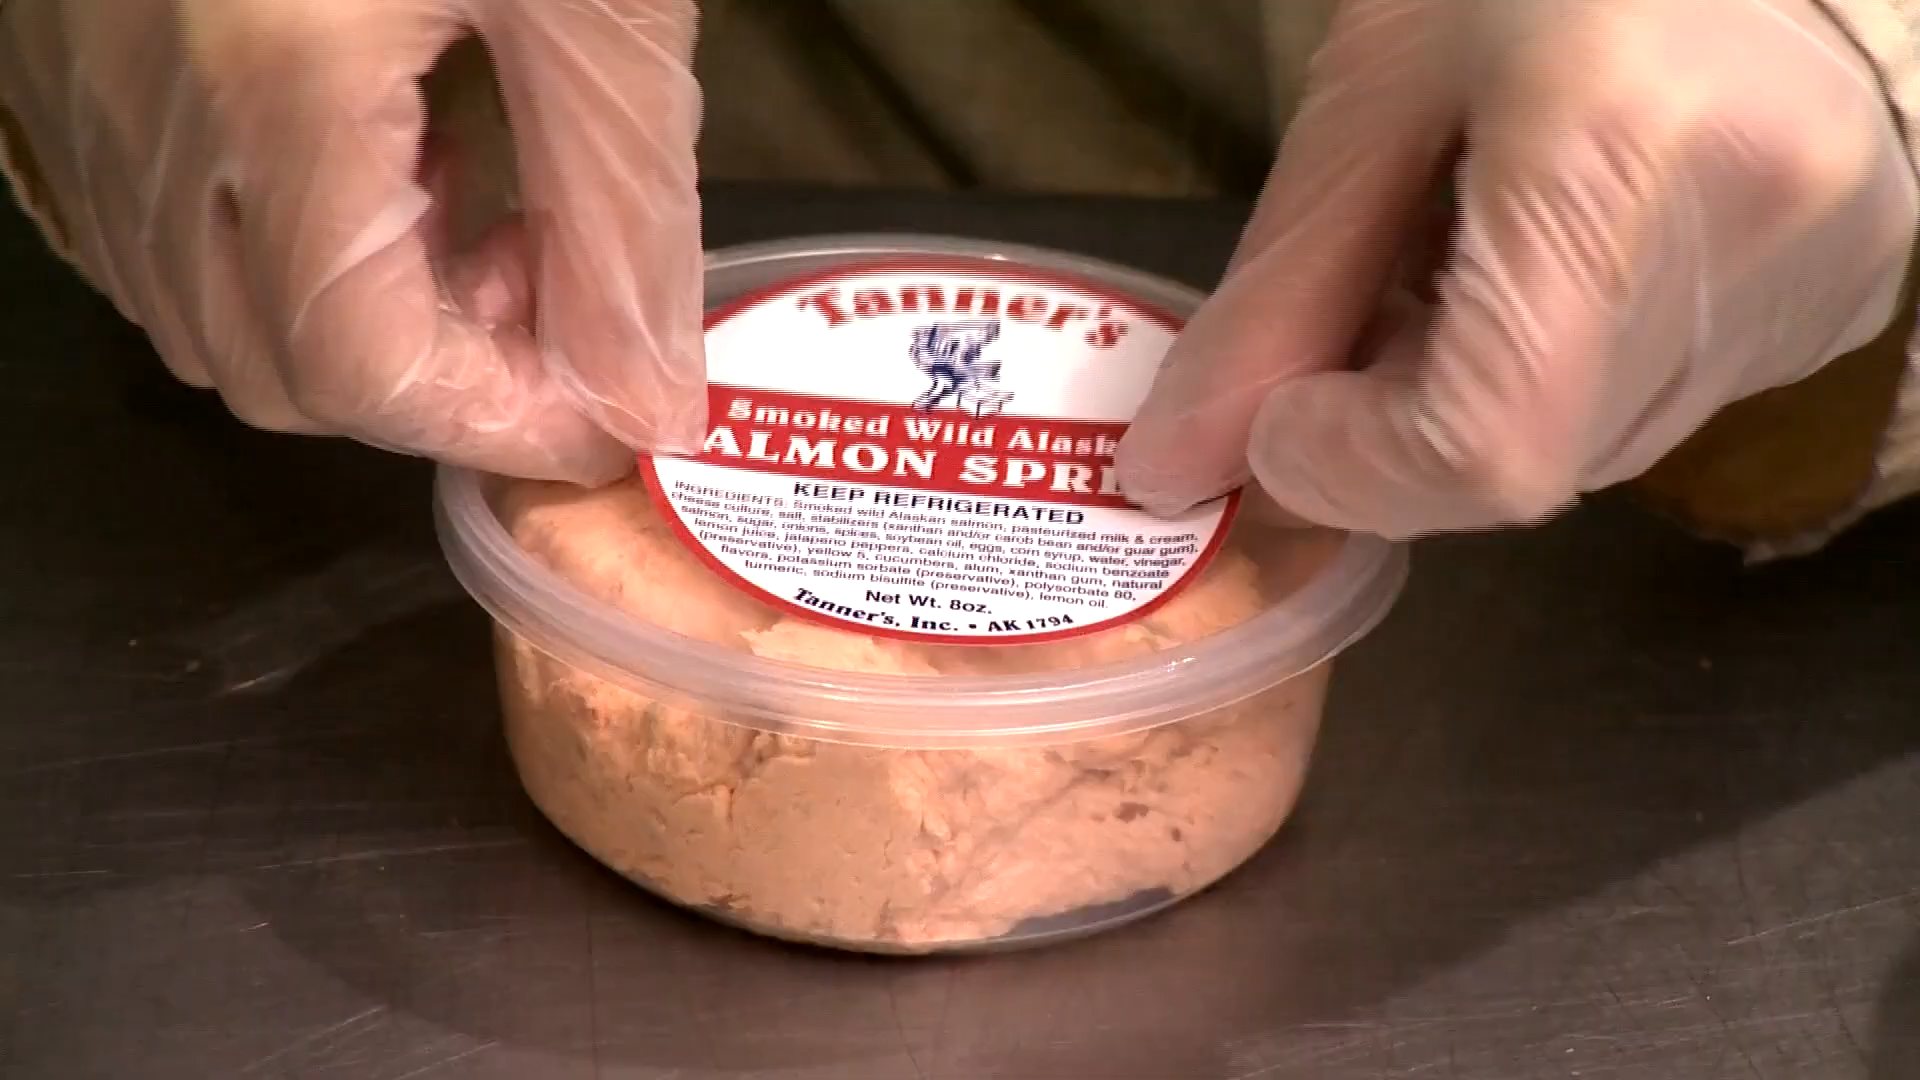 Tanner's
Smoked Wild Alask
ALMON SPRE
KEEP REFRIGERATED
INGREDIENTS: Smoked wild Alaskan salmon, pasteurized milk & cream,
cheese culture, salt, stabilizers (xanthan and/or carob bean and/or guar gum),
salmon, sugar, onions, spices, soybean oil, eggs, corn syrup, water, vinegar,
lemon juice, jalapeno peppers, calcium chloride, sodium benzoate
(preservative), yellow 5, cucumbers, alum, xanthan gum, natural
flavors, potassium sorbate (preservative), polysorbate 80,
turmeric, sodium bisulfite (preservative), lemon oil.
Net Wt. 8oz.
Tanner's, Inc. • AK 1794